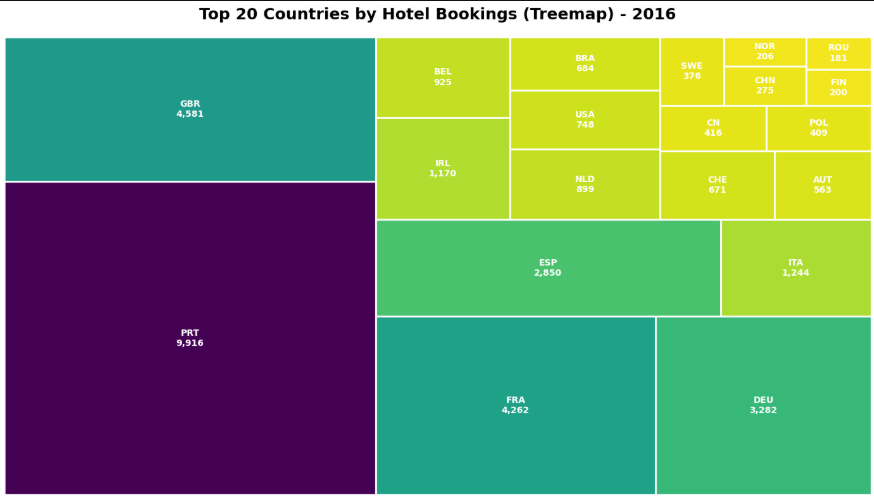 Top 20 Countries by Hotel Bookings (Treemap) - 2016
GBR
4,581
PRT
9,916
BEL
925
IRL
1,170
BRA
684
USA
748
NLD
899
SWE
376
NOR
206
CHN
275
ROU
181
FIN
200
CN
416
POL
409
CHE
671
AUT
563
ESP
2,850
ITA
1,244
FRA
4,262
DEU
3,282